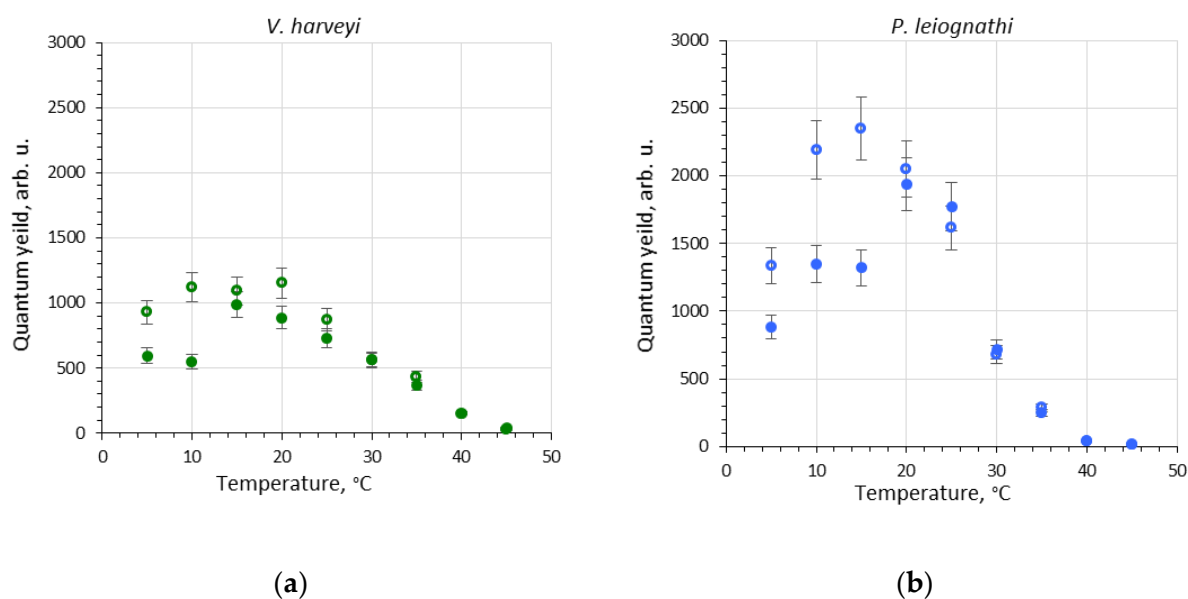 V. harveyi
3000
2500
2000
1500
1000
500
0
Quantum yeild, arb. u.
0 10 20 30 40 50
Temperature, °C
(a)
P. leiognathi
3000
2500
2000
1500
1000
500
0
Quantum yeild, arb. u.
0 10 20 30 40 50
Temperature, °C
(b)